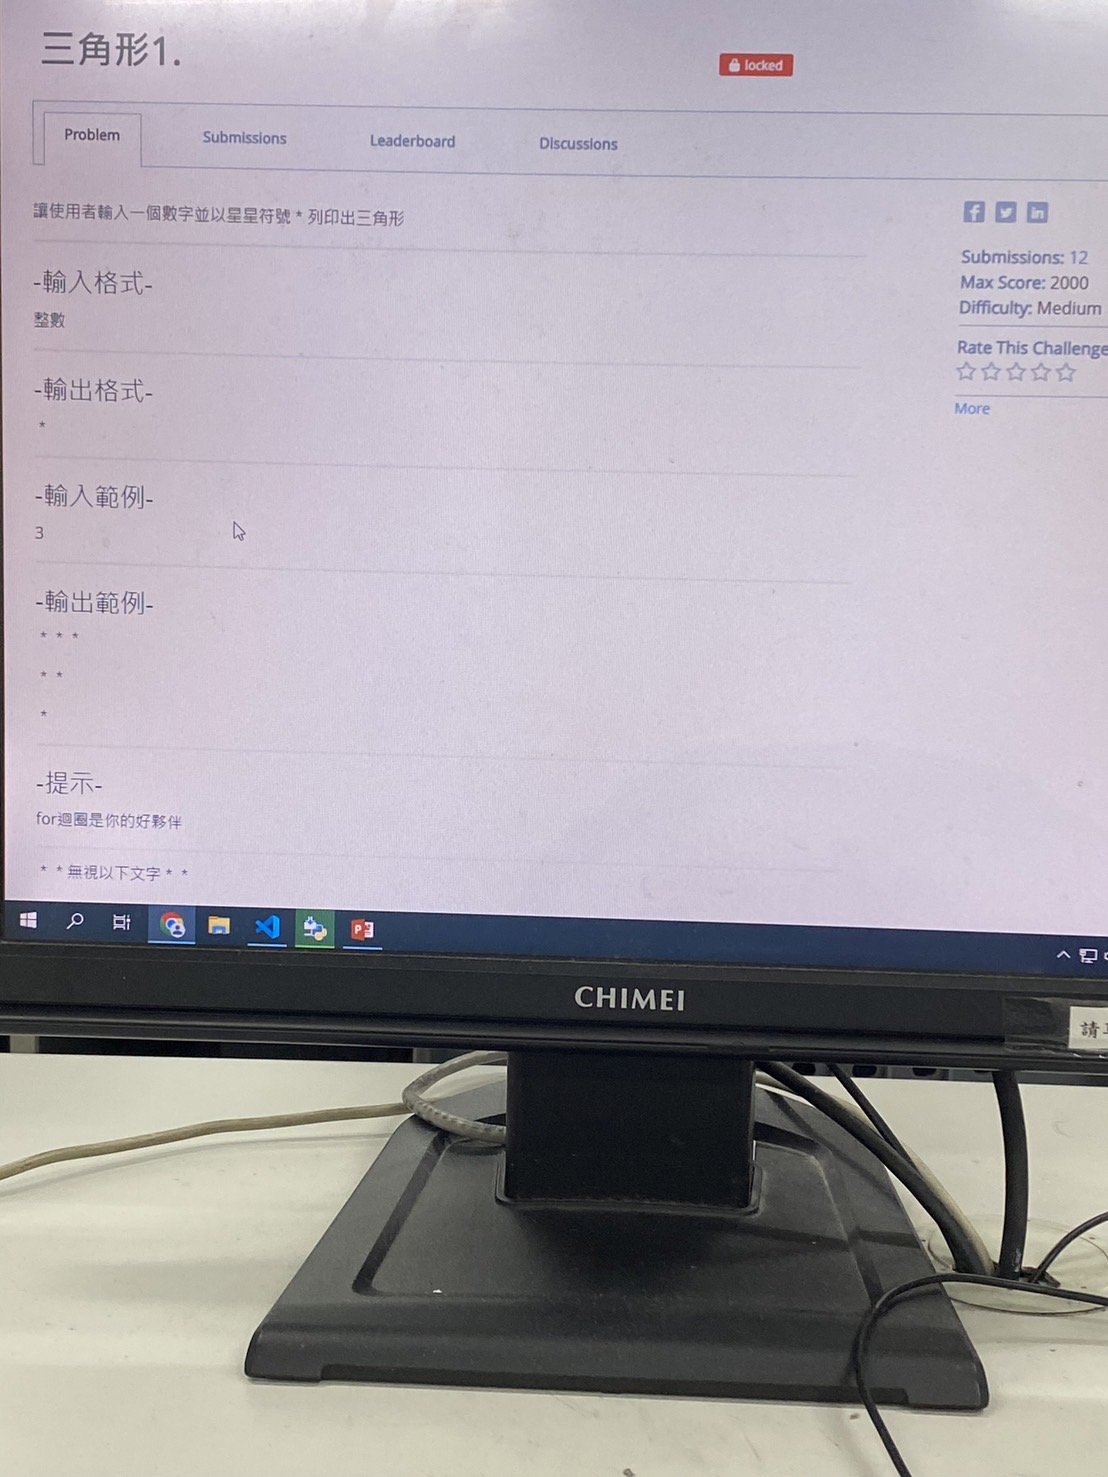 三角形1.
locked
Problem
Submissions
Leaderboard
Discussions
讓使用者輸入一個數字並以星星符號 * 列印出三角形
-輸入格式-
整數
-輸出格式-
*
-輸入範例-
3
-輸出範例-
* * *
* *
*
-提示-
for迴圈是你的好夥伴
* * 無視以下文字 * *
Submissions: 12
Max Score: 2000
Difficulty: Medium
Rate This Challenge
More
CHIMEI
請